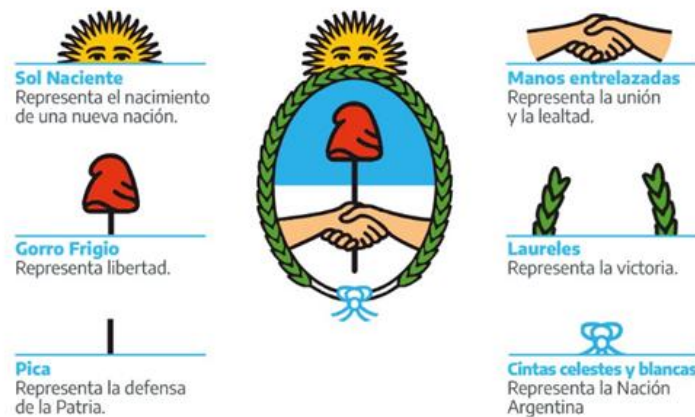 Sol Naciente
Representa el nacimiento
de una nueva nación.
Gorro Frigio
Representa libertad.
Pica
Representa la defensa
de la Patria.
Manos entrelazadas
Representa la unión
y la lealtad.
Laureles
Representa la victoria.
Cintas celestes y blancas
Representa la Nación
Argentina